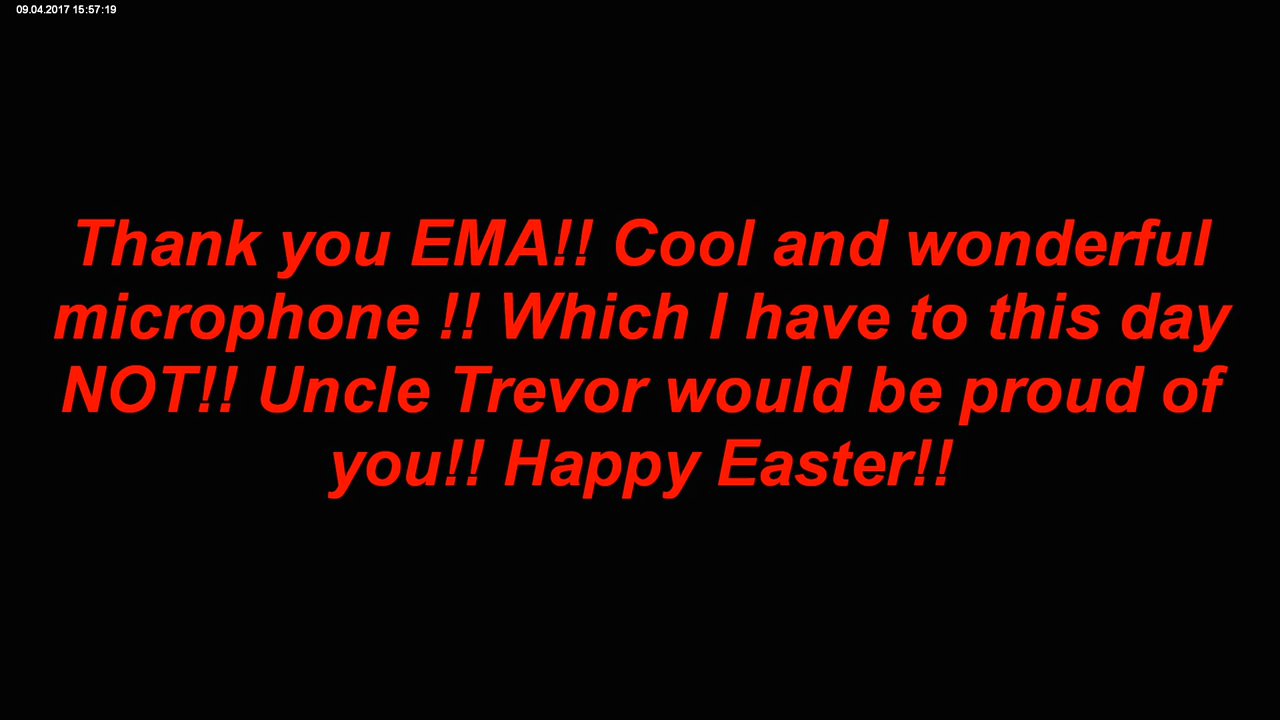 09.04.2017 15:57:19
Thank you EMA!! Cool and wonderful
microphone !! Which I have to this day
NOT!! Uncle Trevor would be proud of
you!! Happy Easter!!